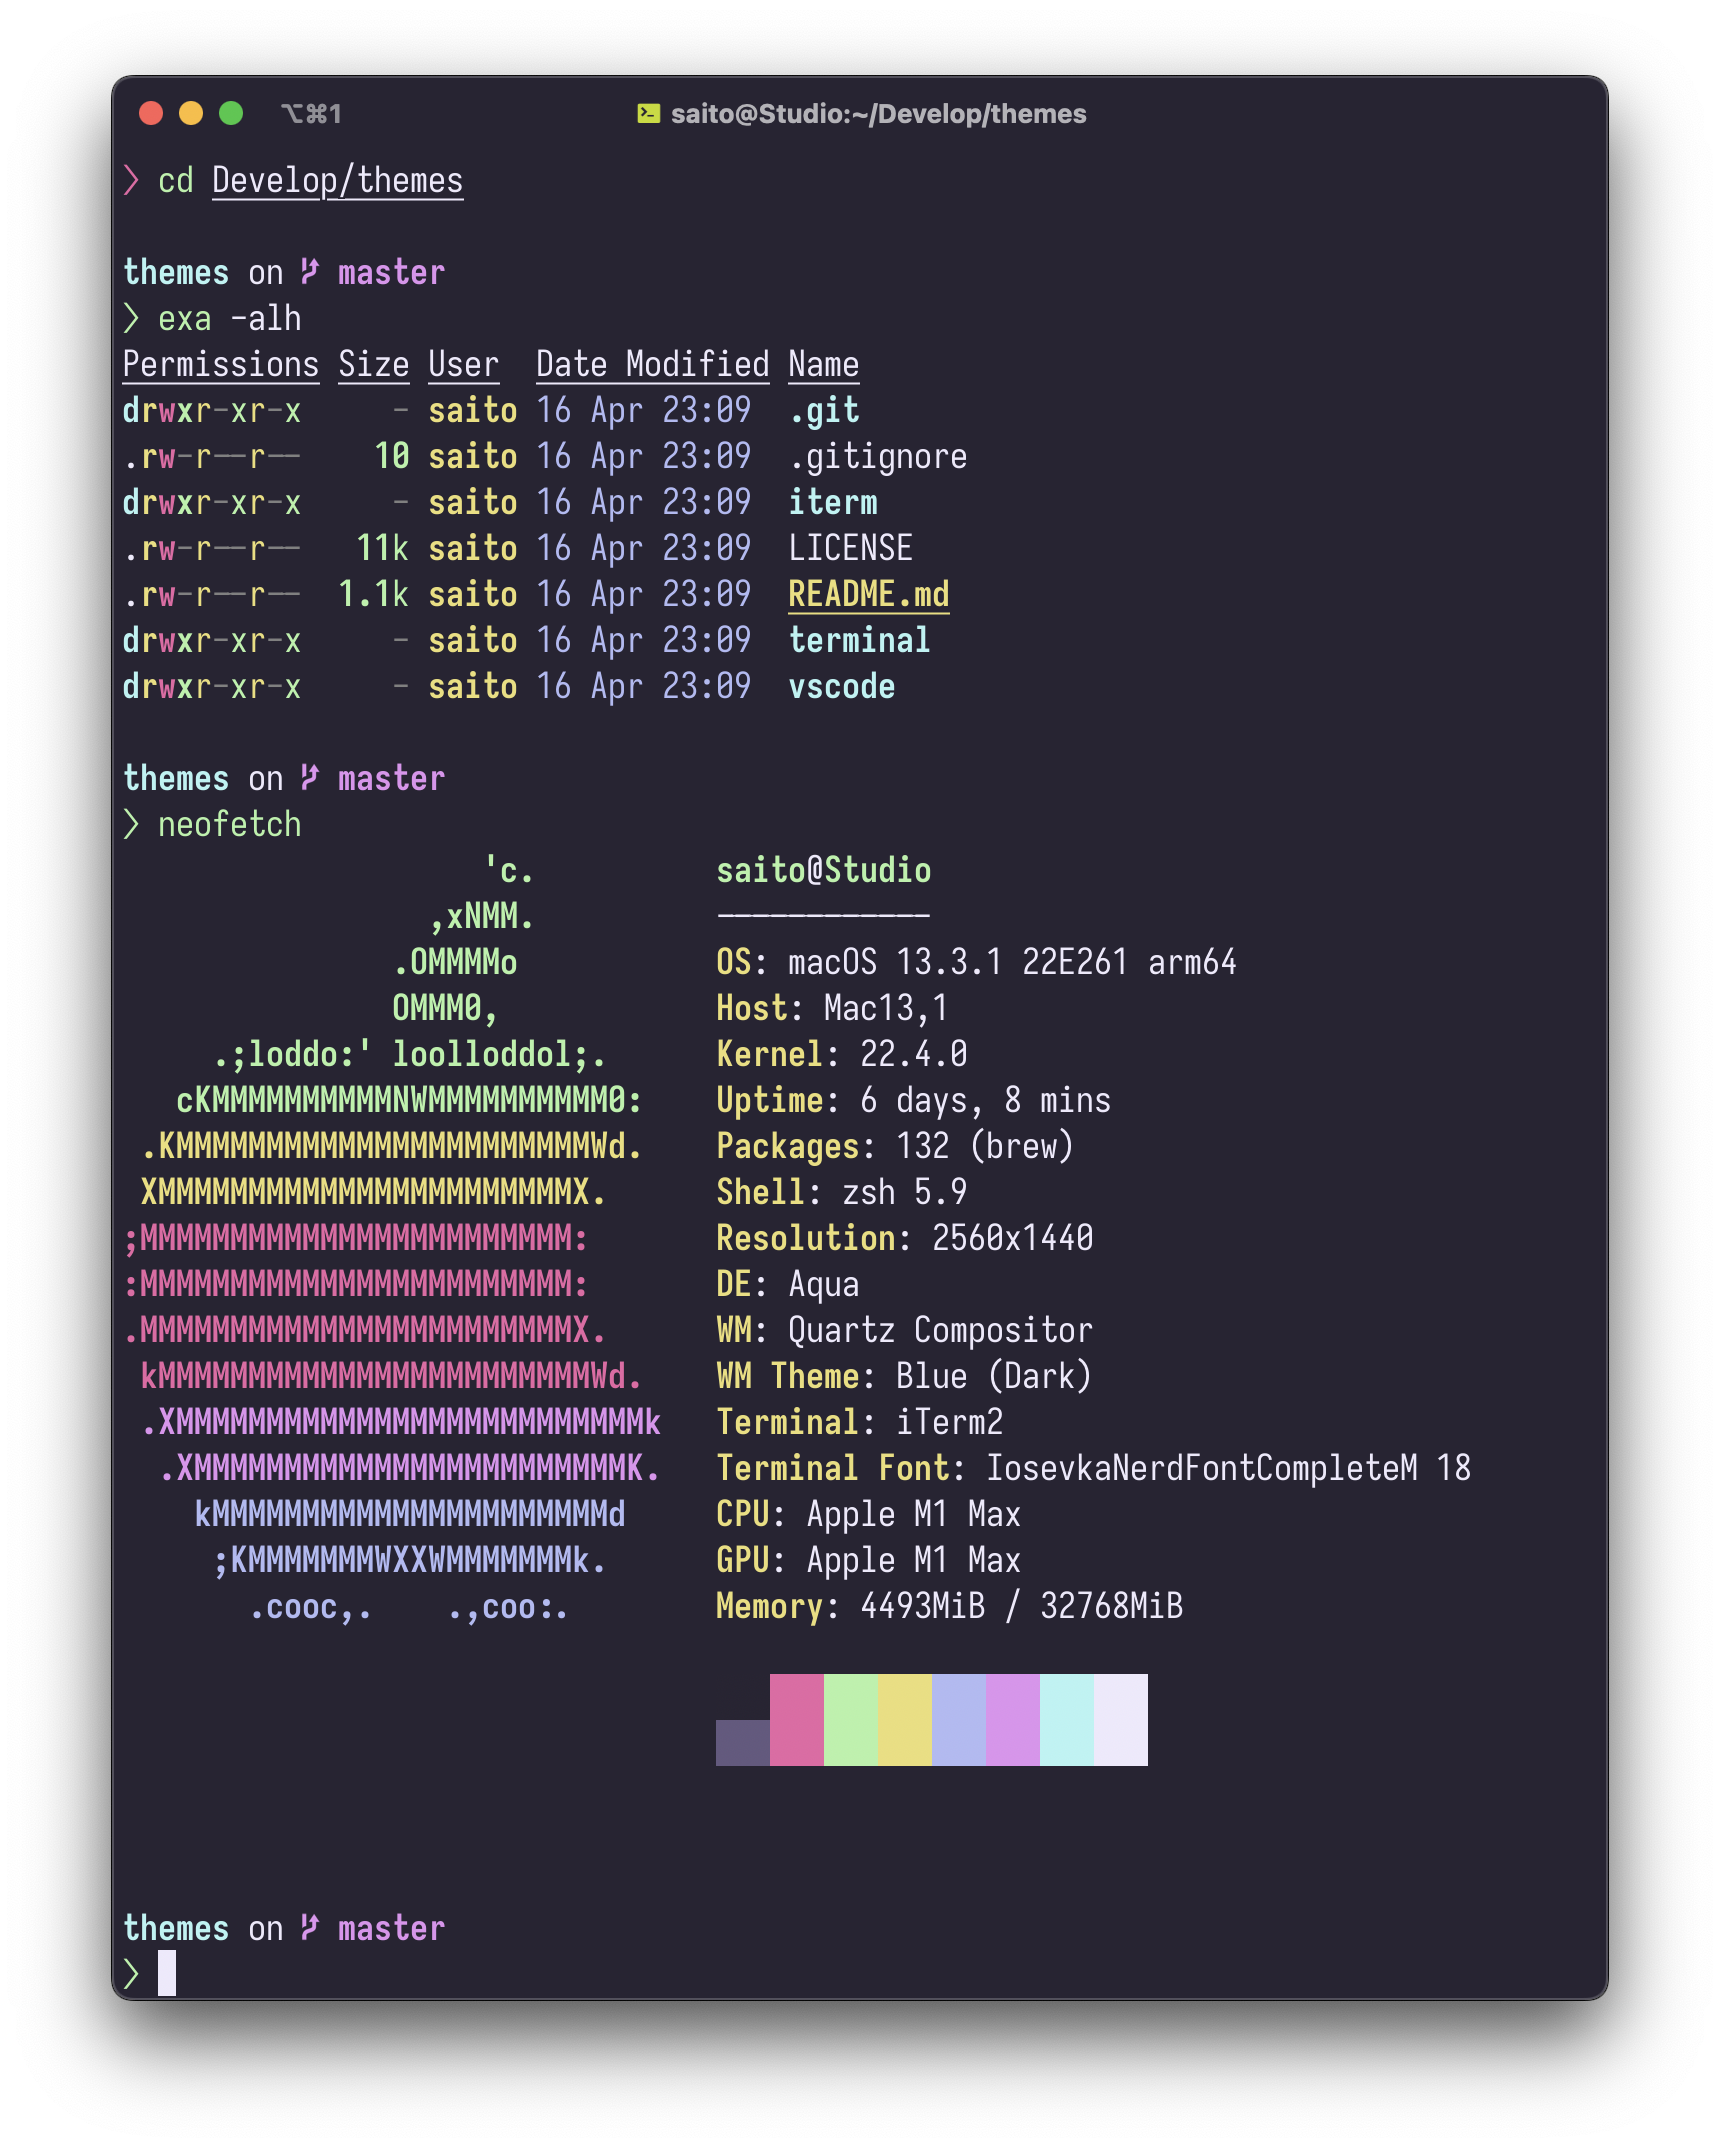 ⌥⌘1 saito@Studio:~/Develop/themes
❯ cd Develop/themes
themes on master
❯ exa -alh
Permissions Size User Date Modified Name
drwxr-xr-x - saito 16 Apr 23:09 .git
.rw-r--r-- 10 saito 16 Apr 23:09 .gitignore
drwxr-xr-x - saito 16 Apr 23:09 iterm
.rw-r--r-- 11k saito 16 Apr 23:09 LICENSE
.rw-r--r-- 1.1k saito 16 Apr 23:09 README.md
drwxr-xr-x - saito 16 Apr 23:09 terminal
drwxr-xr-x - saito 16 Apr 23:09 vscode
themes on master
❯ neofetch
'c. saito@Studio
,xNMM. ------------
.OMMMMo OS: macOS 13.3.1 22E261 arm64
OMMM0, Host: Mac13,1
.;loddo:' loolloddol;. Kernel: 22.4.0
cKMMMMMMMMMMNWMMMMMMMMMM0: Uptime: 6 days, 8 mins
.KMMMMMMMMMMMMMMMMMMMMMMMWd. Packages: 132 (brew)
XMMMMMMMMMMMMMMMMMMMMMMMX. Shell: zsh 5.9
;MMMMMMMMMMMMMMMMMMMMMMMM: Resolution: 2560x1440
:MMMMMMMMMMMMMMMMMMMMMMMM: DE: Aqua
.MMMMMMMMMMMMMMMMMMMMMMMMX. WM: Quartz Compositor
kMMMMMMMMMMMMMMMMMMMMMMMMWd. WM Theme: Blue (Dark)
.XMMMMMMMMMMMMMMMMMMMMMMMMMMk Terminal: iTerm2
.XMMMMMMMMMMMMMMMMMMMMMMMMK. Terminal Font: IosevkaNerdFontCompleteM 18
kMMMMMMMMMMMMMMMMMMMMMMd CPU: Apple M1 Max
;KMMMMMMMWXXWMMMMMMMk. GPU: Apple M1 Max
.cooc,. .,coo:. Memory: 4493MiB / 32768MiB
themes on master
❯